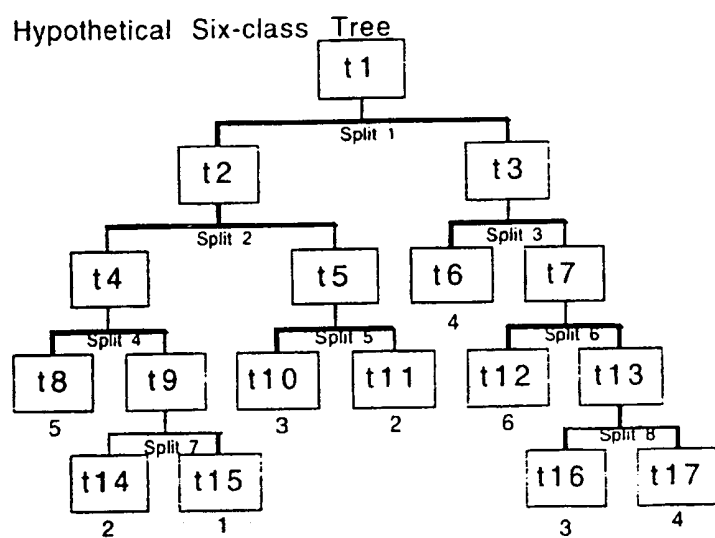 Hypothetical Six-class Tree
t1
Split 1
t2
t3
Split 2
Split 3
t4
t5
t6
t7
4
Split 4
Split 5
Split 6
t8
t9
t10
t11
t12
t13
5
3
2
6
Split 7
Split 8
t14
t15
t16
t17
2
1
3
4